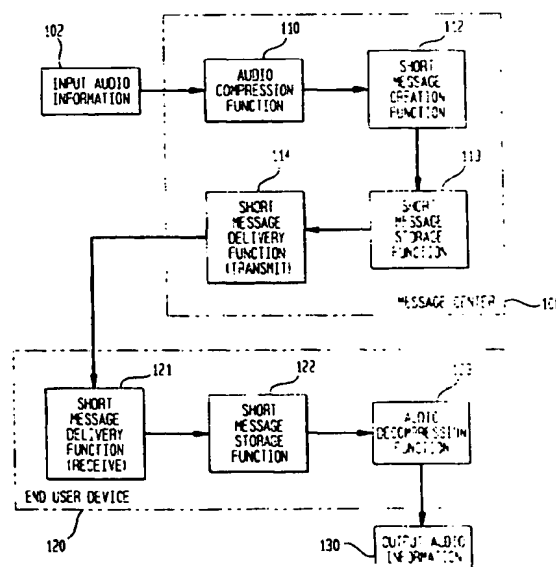 102
INPUT AUDIO
INFORMATION
110
AUDIO
COMPRESSION
FUNCTION
112
SHORT
MESSAGE
CREATION
FUNCTION
114
SHORT
MESSAGE
DELIVERY
FUNCTION
(TRANSMIT)
113
SHORT
MESSAGE
STORAGE
FUNCTION
MESSAGE CENTER
121
SHORT
MESSAGE
DELIVERY
FUNCTION
(RECEIVE)
122
SHORT
MESSAGE
STORAGE
FUNCTION
123
AUDIO
DECOMPRESSION
FUNCTION
END USER DEVICE
120
130
OUTPUT AUDIO
INFORMATION